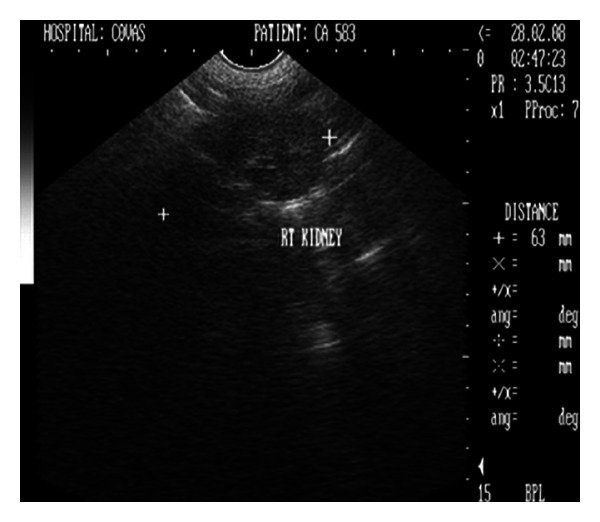 HOSPITAL: COVAS PATIENT: CA 583 <= 28.02.08
0 02:47:23
PR : 3.5C13
x1 PProc: 7
DISTANCE
RT KIDNEY
+ = 63 mm
× = mm
+/x=
ang= deg
÷ = mm
⁙ = mm
+/x=
ang= deg
15 BPL